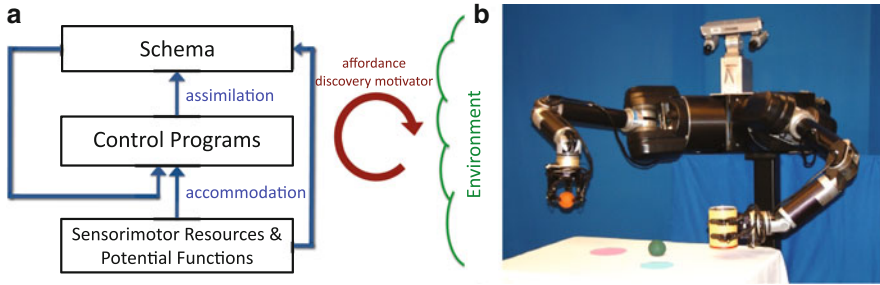 a
Schema
assimilation
Control Programs
accommodation
Sensorimotor Resources &
Potential Functions
affordance
discovery motivator
Environment
b